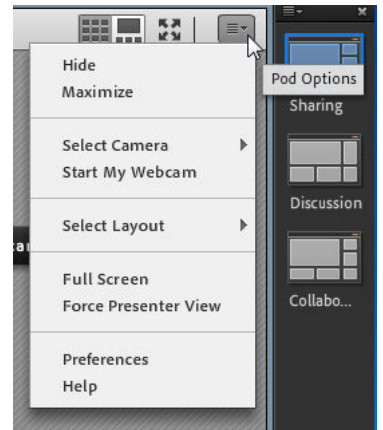 Hide
Maximize
Select Camera
Start My Webcam
Select Layout
Full Screen
Force Presenter View
Preferences
Help
Pod Options
Sharing
Discussion
Collabo...